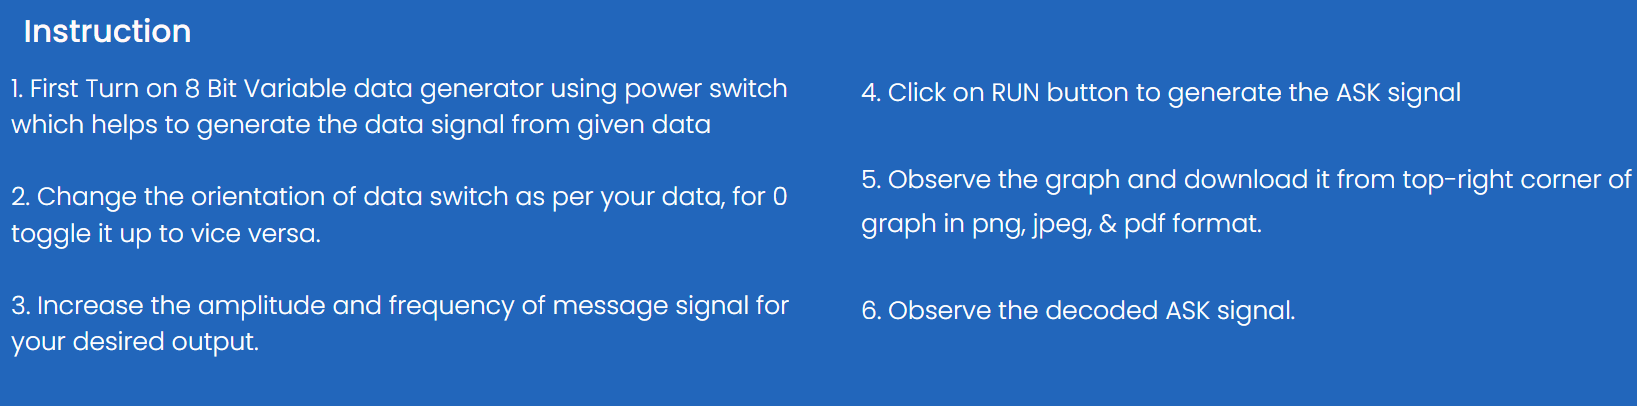 Instruction
1. First Turn on 8 Bit Variable data generator using power switch
which helps to generate the data signal from given data
2. Change the orientation of data switch as per your data, for 0
toggle it up to vice versa.
3. Increase the amplitude and frequency of message signal for
your desired output.
4. Click on RUN button to generate the ASK signal
5. Observe the graph and download it from top-right corner of
graph in png, jpeg, & pdf format.
6. Observe the decoded ASK signal.